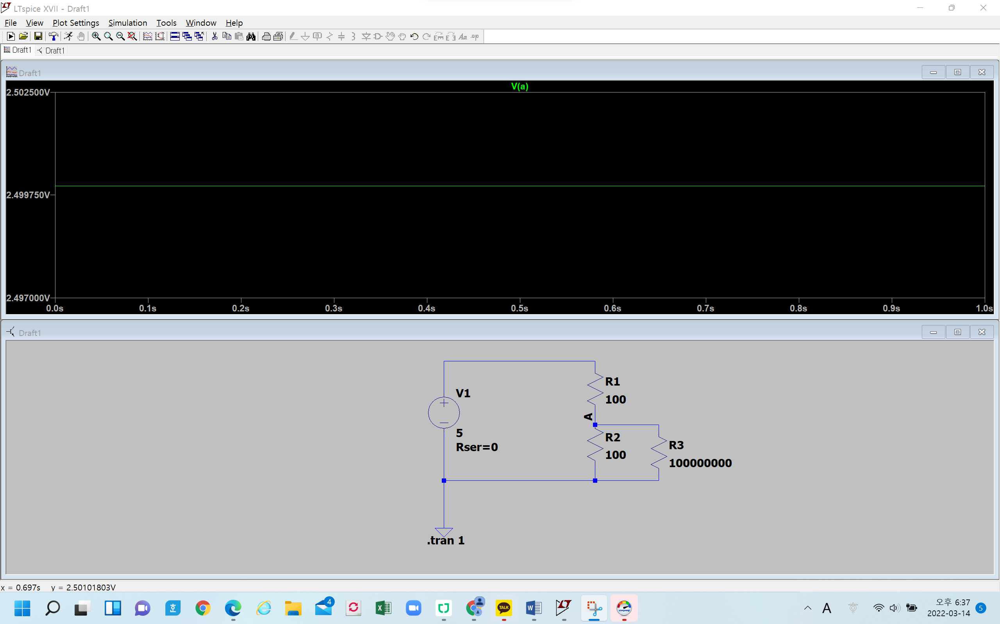 LTspice XVII - Draft1
File View Plot Settings Simulation Tools Window Help
Draft1 Draft1
Draft1
V(a)
2.502500V
2.499750V
2.497000V
0.0s 0.1s 0.2s 0.3s 0.4s 0.5s 0.6s 0.7s 0.8s 0.9s 1.0s
Draft1
R1
100
V1
A
5
Rser=0
R2
100
R3
100000000
.tran 1
x = 0.697s y = 2.50101803V
4
TALK
A
오후 6:37
2022-03-14
5